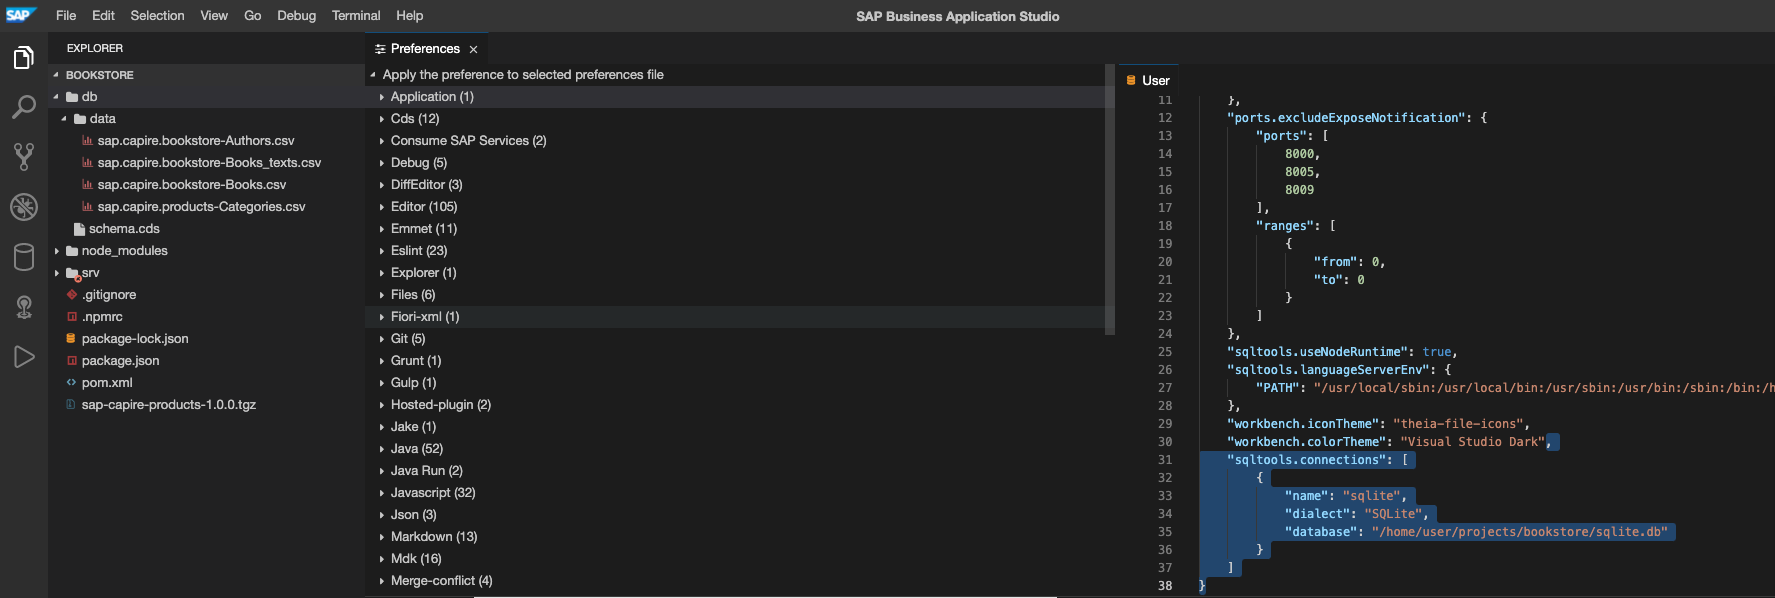 SAP File Edit Selection View Go Debug Terminal Help SAP Business Application Studio
EXPLORER
BOOKSTORE
db
data
sap.capire.bookstore-Authors.csv
sap.capire.bookstore-Books_texts.csv
sap.capire.bookstore-Books.csv
sap.capire.products-Categories.csv
schema.cds
node_modules
srv
.gitignore
.npmrc
package-lock.json
package.json
pom.xml
sap-capire-products-1.0.0.tgz
Preferences
Apply the preference to selected preferences file
Application (1)
Cds (12)
Consume SAP Services (2)
Debug (5)
DiffEditor (3)
Editor (105)
Emmet (11)
Eslint (23)
Explorer (1)
Files (6)
Fiori-xml (1)
Git (5)
Grunt (1)
Gulp (1)
Hosted-plugin (2)
Jake (1)
Java (52)
Java Run (2)
Javascript (32)
Json (3)
Markdown (13)
Mdk (16)
Merge-conflict (4)
User
11 },
12 "ports.excludeExposeNotification": {
13 "ports": [
14 8000,
15 8005,
16 8009
17 ],
18 "ranges": [
19 {
20 "from": 0,
21 "to": 0
22 }
23 ]
24 },
25 "sqltools.useNodeRuntime": true,
26 "sqltools.languageServerEnv": {
27 "PATH": "/usr/local/sbin:/usr/local/bin:/usr/sbin:/usr/bin:/sbin:/bin:/h
28 },
29 "workbench.iconTheme": "theia-file-icons",
30 "workbench.colorTheme": "Visual Studio Dark",
31 "sqltools.connections": [
32 {
33 "name": "sqlite",
34 "dialect": "SQLite",
35 "database": "/home/user/projects/bookstore/sqlite.db"
36 }
37 ]
38 }